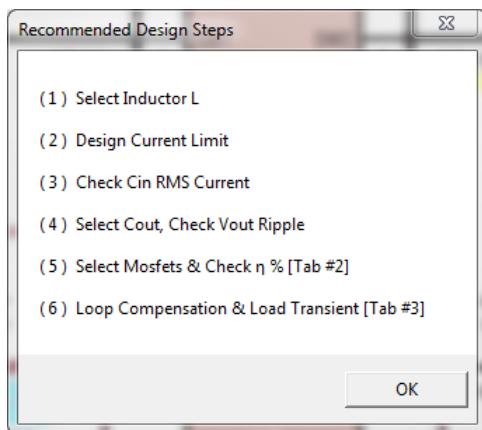 Recommended Design Steps
(1) Select Inductor L
(2) Design Current Limit
(3) Check Cin RMS Current
(4) Select Cout, Check Vout Ripple
(5) Select Mosfets & Check η % [Tab #2]
(6) Loop Compensation & Load Transient [Tab #3]
OK